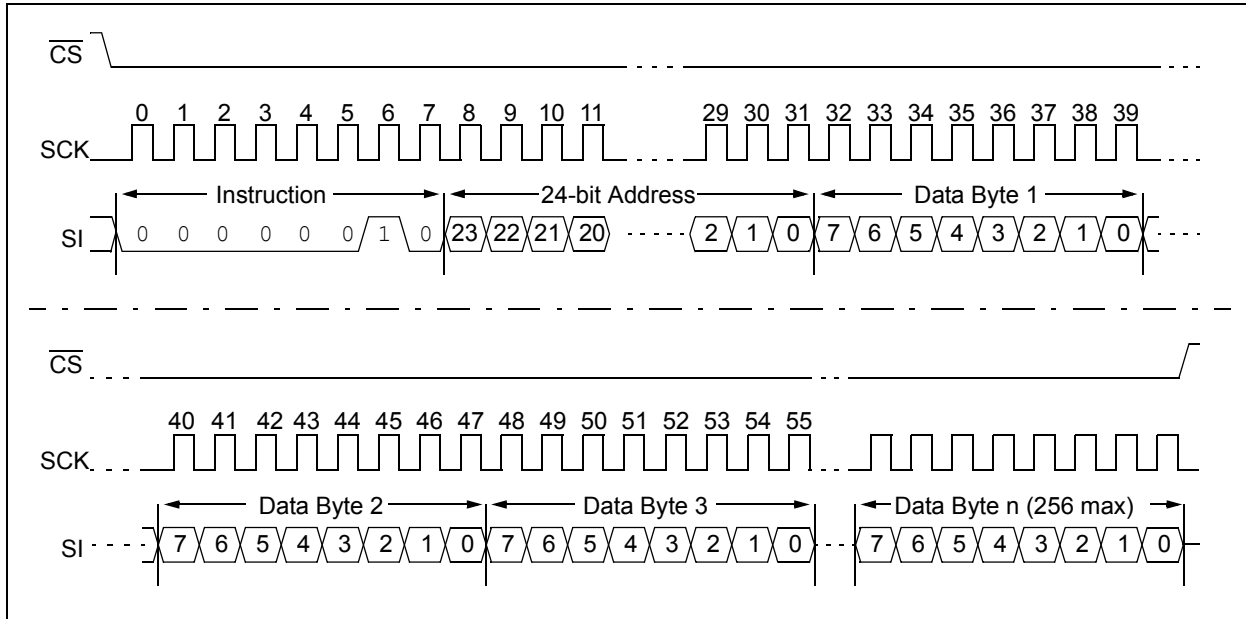 CS
0 1 2 3 4 5 6 7 8 9 10 11 29 30 31 32 33 34 35 36 37 38 39
SCK
Instruction 24-bit Address Data Byte 1
SI 0 0 0 0 0 0 1 0 23 22 21 20 2 1 0 7 6 5 4 3 2 1 0
CS
40 41 42 43 44 45 46 47 48 49 50 51 52 53 54 55
SCK
Data Byte 2 Data Byte 3 Data Byte n (256 max)
SI 7 6 5 4 3 2 1 0 7 6 5 4 3 2 1 0 7 6 5 4 3 2 1 0